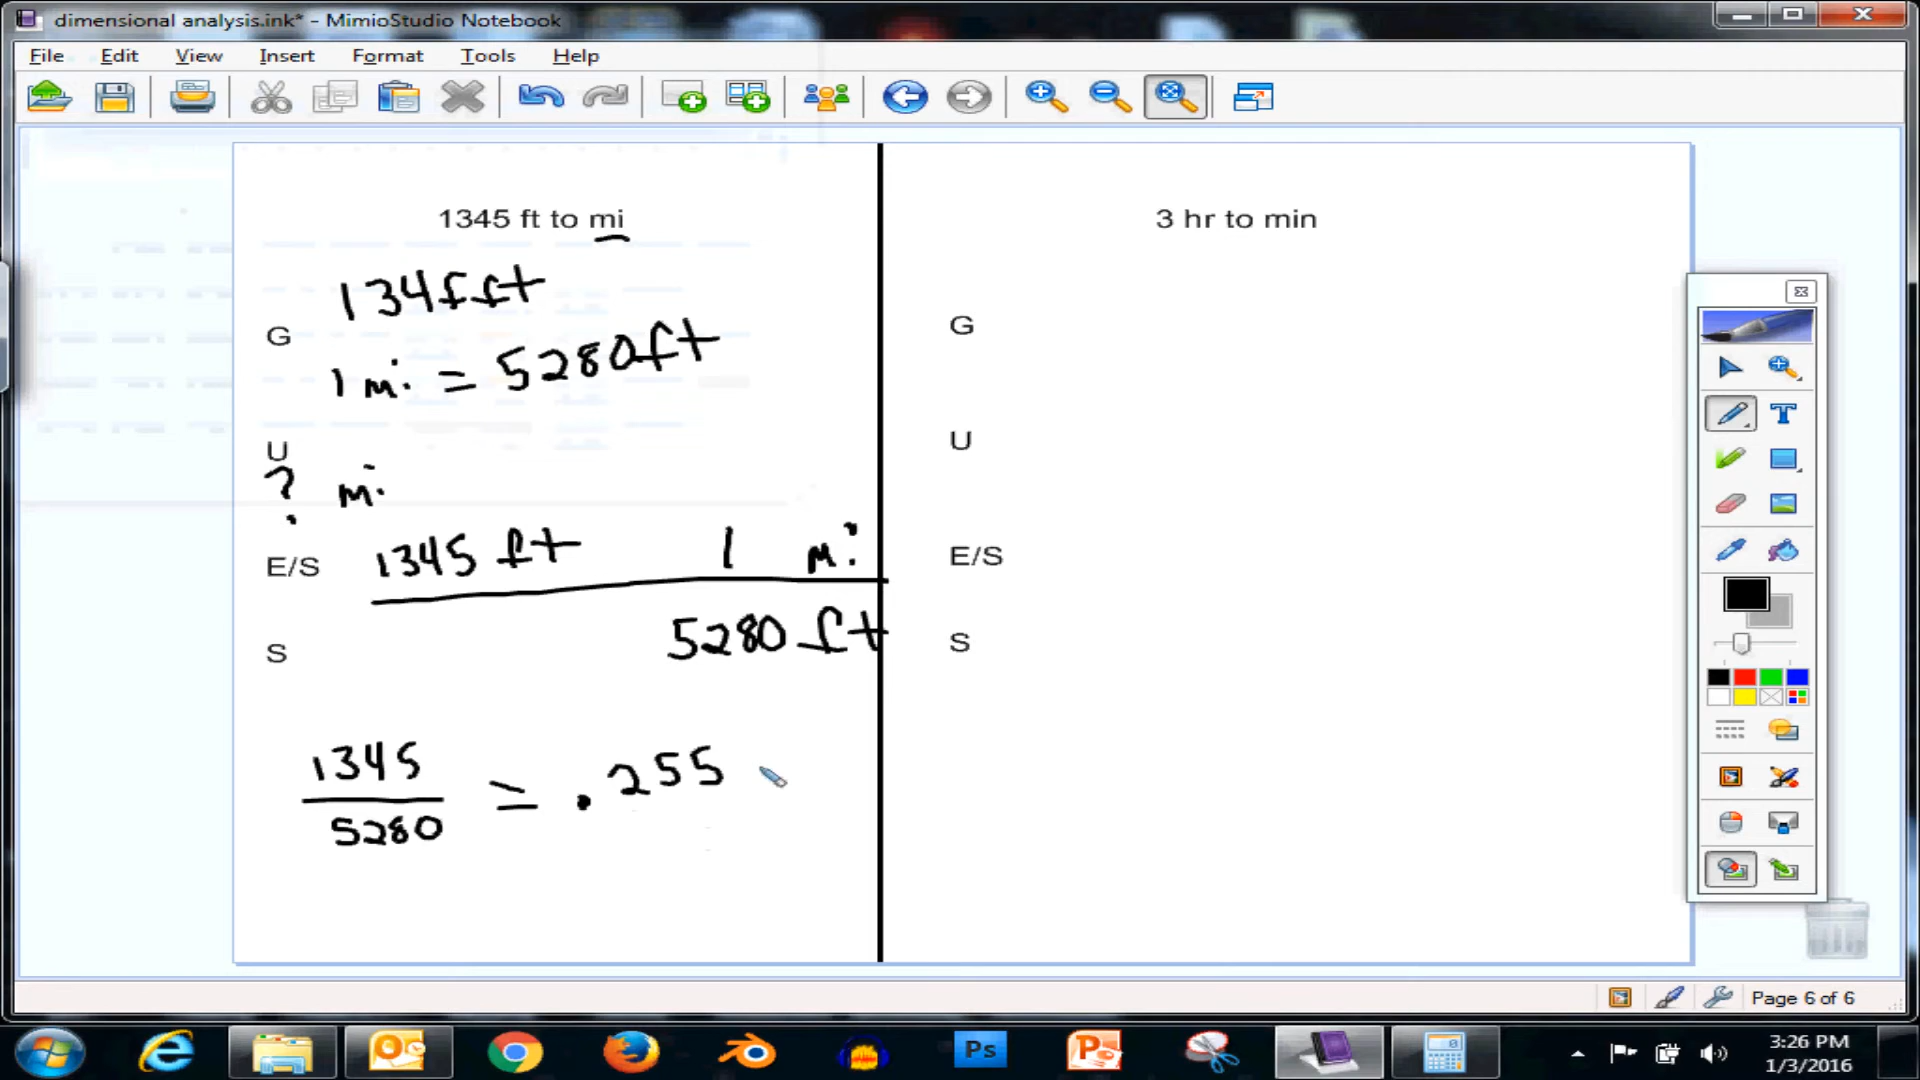 dimensional analysis.ink* - MimioStudio Notebook
File Edit View Insert Format Tools Help
1345 ft to mi
1345 ft
G
1 mi = 5280 ft
U
? mi
E/S 1345 ft 1 mi
5280 ft
S
1345
5280
= .255
3 hr to min
G
U
E/S
S
T
Page 6 of 6
Ps
3:26 PM
1/3/2016